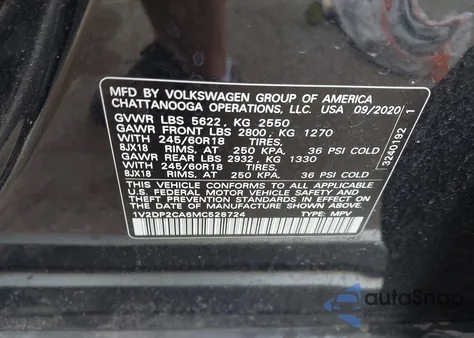 MFD BY VOLKSWAGEN GROUP OF AMERICA
CHATTANOOGA OPERATIONS, LLC. USA 09/2020
GVWR LBS 5622, KG 2550
GAWR FRONT LBS 2800, KG 1270
WITH 245/60R18 TIRES,
8JX18 RIMS, AT 250 KPA, 36 PSI COLD
GAWR REAR LBS 2932, KG 1330
WITH 245/60R18 TIRES,
8JX18 RIMS, AT 250 KPA, 36 PSI COLD
THIS VEHICLE CONFORMS TO ALL APPLICABLE
U.S. FEDERAL MOTOR VEHICLE SAFETY AND
THEFT PREVENTION STANDARDS IN EFFECT ON
THE DATE OF MANUFACTURE SHOWN ABOVE.
1V2DP2CA6MC528724 TYPE: MPV
3240192 1
autoSnap